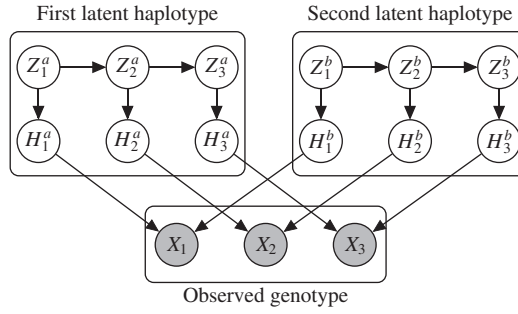 First latent haplotype
Second latent haplotype
Z₁ᵃ Z₂ᵃ Z₃ᵃ Z₁ᵇ Z₂ᵇ Z₃ᵇ
H₁ᵃ H₂ᵃ H₃ᵃ H₁ᵇ H₂ᵇ H₃ᵇ
X₁ X₂ X₃
Observed genotype